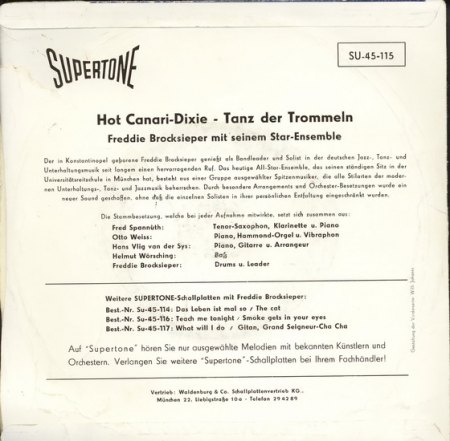 SUPERTONE
SU-45-115
Hot Canari-Dixie - Tanz der Trommeln
Freddie Brocksieper mit seinem Star-Ensemble
Der in Konstantinopel geborene Freddie Brocksieper genießt als Bandleader und Solist in der deutschen Jazz-, Tanz- und
Unterhaltungsmusik seit langem einen hervorragenden Ruf. Das heutige All-Star-Ensemble, das seinen ständigen Sitz in der
Universitätsreitschule in München hat, besteht aus einer Gruppe ausgewählter Spitzenmusiker, die alle Stilarten der moder-
nen Unterhaltungs-, Tanz- und Jazzmusik beherrschen. Durch besondere Arrangements und Orchester-Besetzungen wurde ein
neuer Sound geschaffen, ohne daß die einzelnen Solisten in ihrer persönlichen Entfaltung eingeschränkt wurden.
Die Stammbesetzung, welche bei jeder Aufnahme mitwirkte, setzt sich zusammen aus:
Fred Spannuth: Tenor-Saxophon, Klarinette u. Piano
Otto Weiss: Piano, Hammond-Orgel u. Vibraphon
Hans Vlig van der Sys: Piano, Gitarre u. Arrangeur
Helmut Wörsching: Baß
Freddie Brocksieper: Drums u. Leader
Weitere SUPERTONE-Schallplatten mit Freddie Brocksieper:
Best.-Nr. Su-45-114: Das Leben ist mal so / The cat
Best.-Nr. Su-45-116: Teach me tonight / Smoke gets in your eyes
Best.-Nr. Su-45-117: What will I do / Gitan, Grand Seigneur-Cha Cha
Auf "Supertone" hören Sie nur ausgewählte Melodien mit bekannten Künstlern und
Orchestern. Verlangen Sie weitere "Supertone"-Schallplatten bei Ihrem Fachhändler!
Vertrieb: Waldenburg & Co. Schallplattenvertrieb KG.,
München 22, Liebigstraße 10a - Telefon 294289
Gestaltung der Vorderseite: Willi